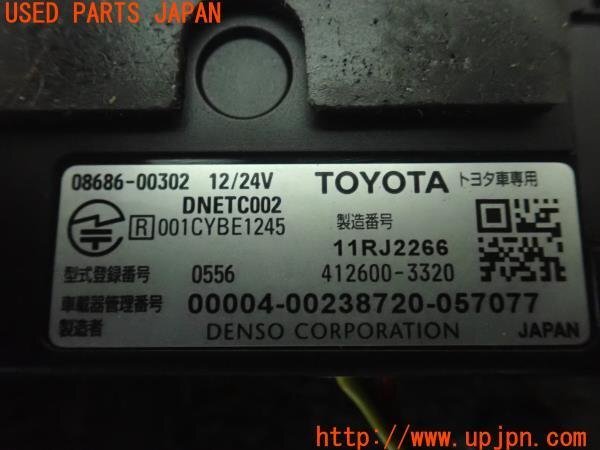 USED PARTS JAPAN
08686-00302 12/24V TOYOTA トヨタ車専用
DNETC002
R 001CYBE1245
製造番号
11RJ2266
型式登録番号 0556 412600-3320
車載器管理番号 00004-00238720-057077
製造者 DENSO CORPORATION JAPAN
http://www.upjpn.com